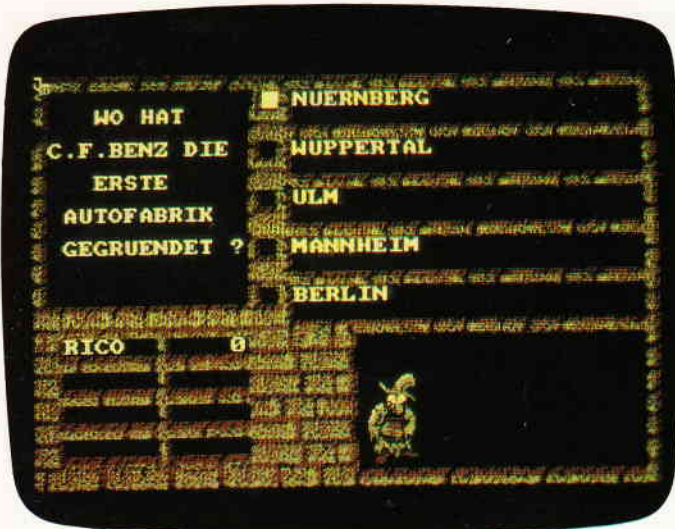 WO HAT
C.F.BENZ DIE
ERSTE
AUTOFABRIK
GEGRUENDET ?
NUERNBERG
WUPPERTAL
ULM
MANNHEIM
BERLIN
RICO 0